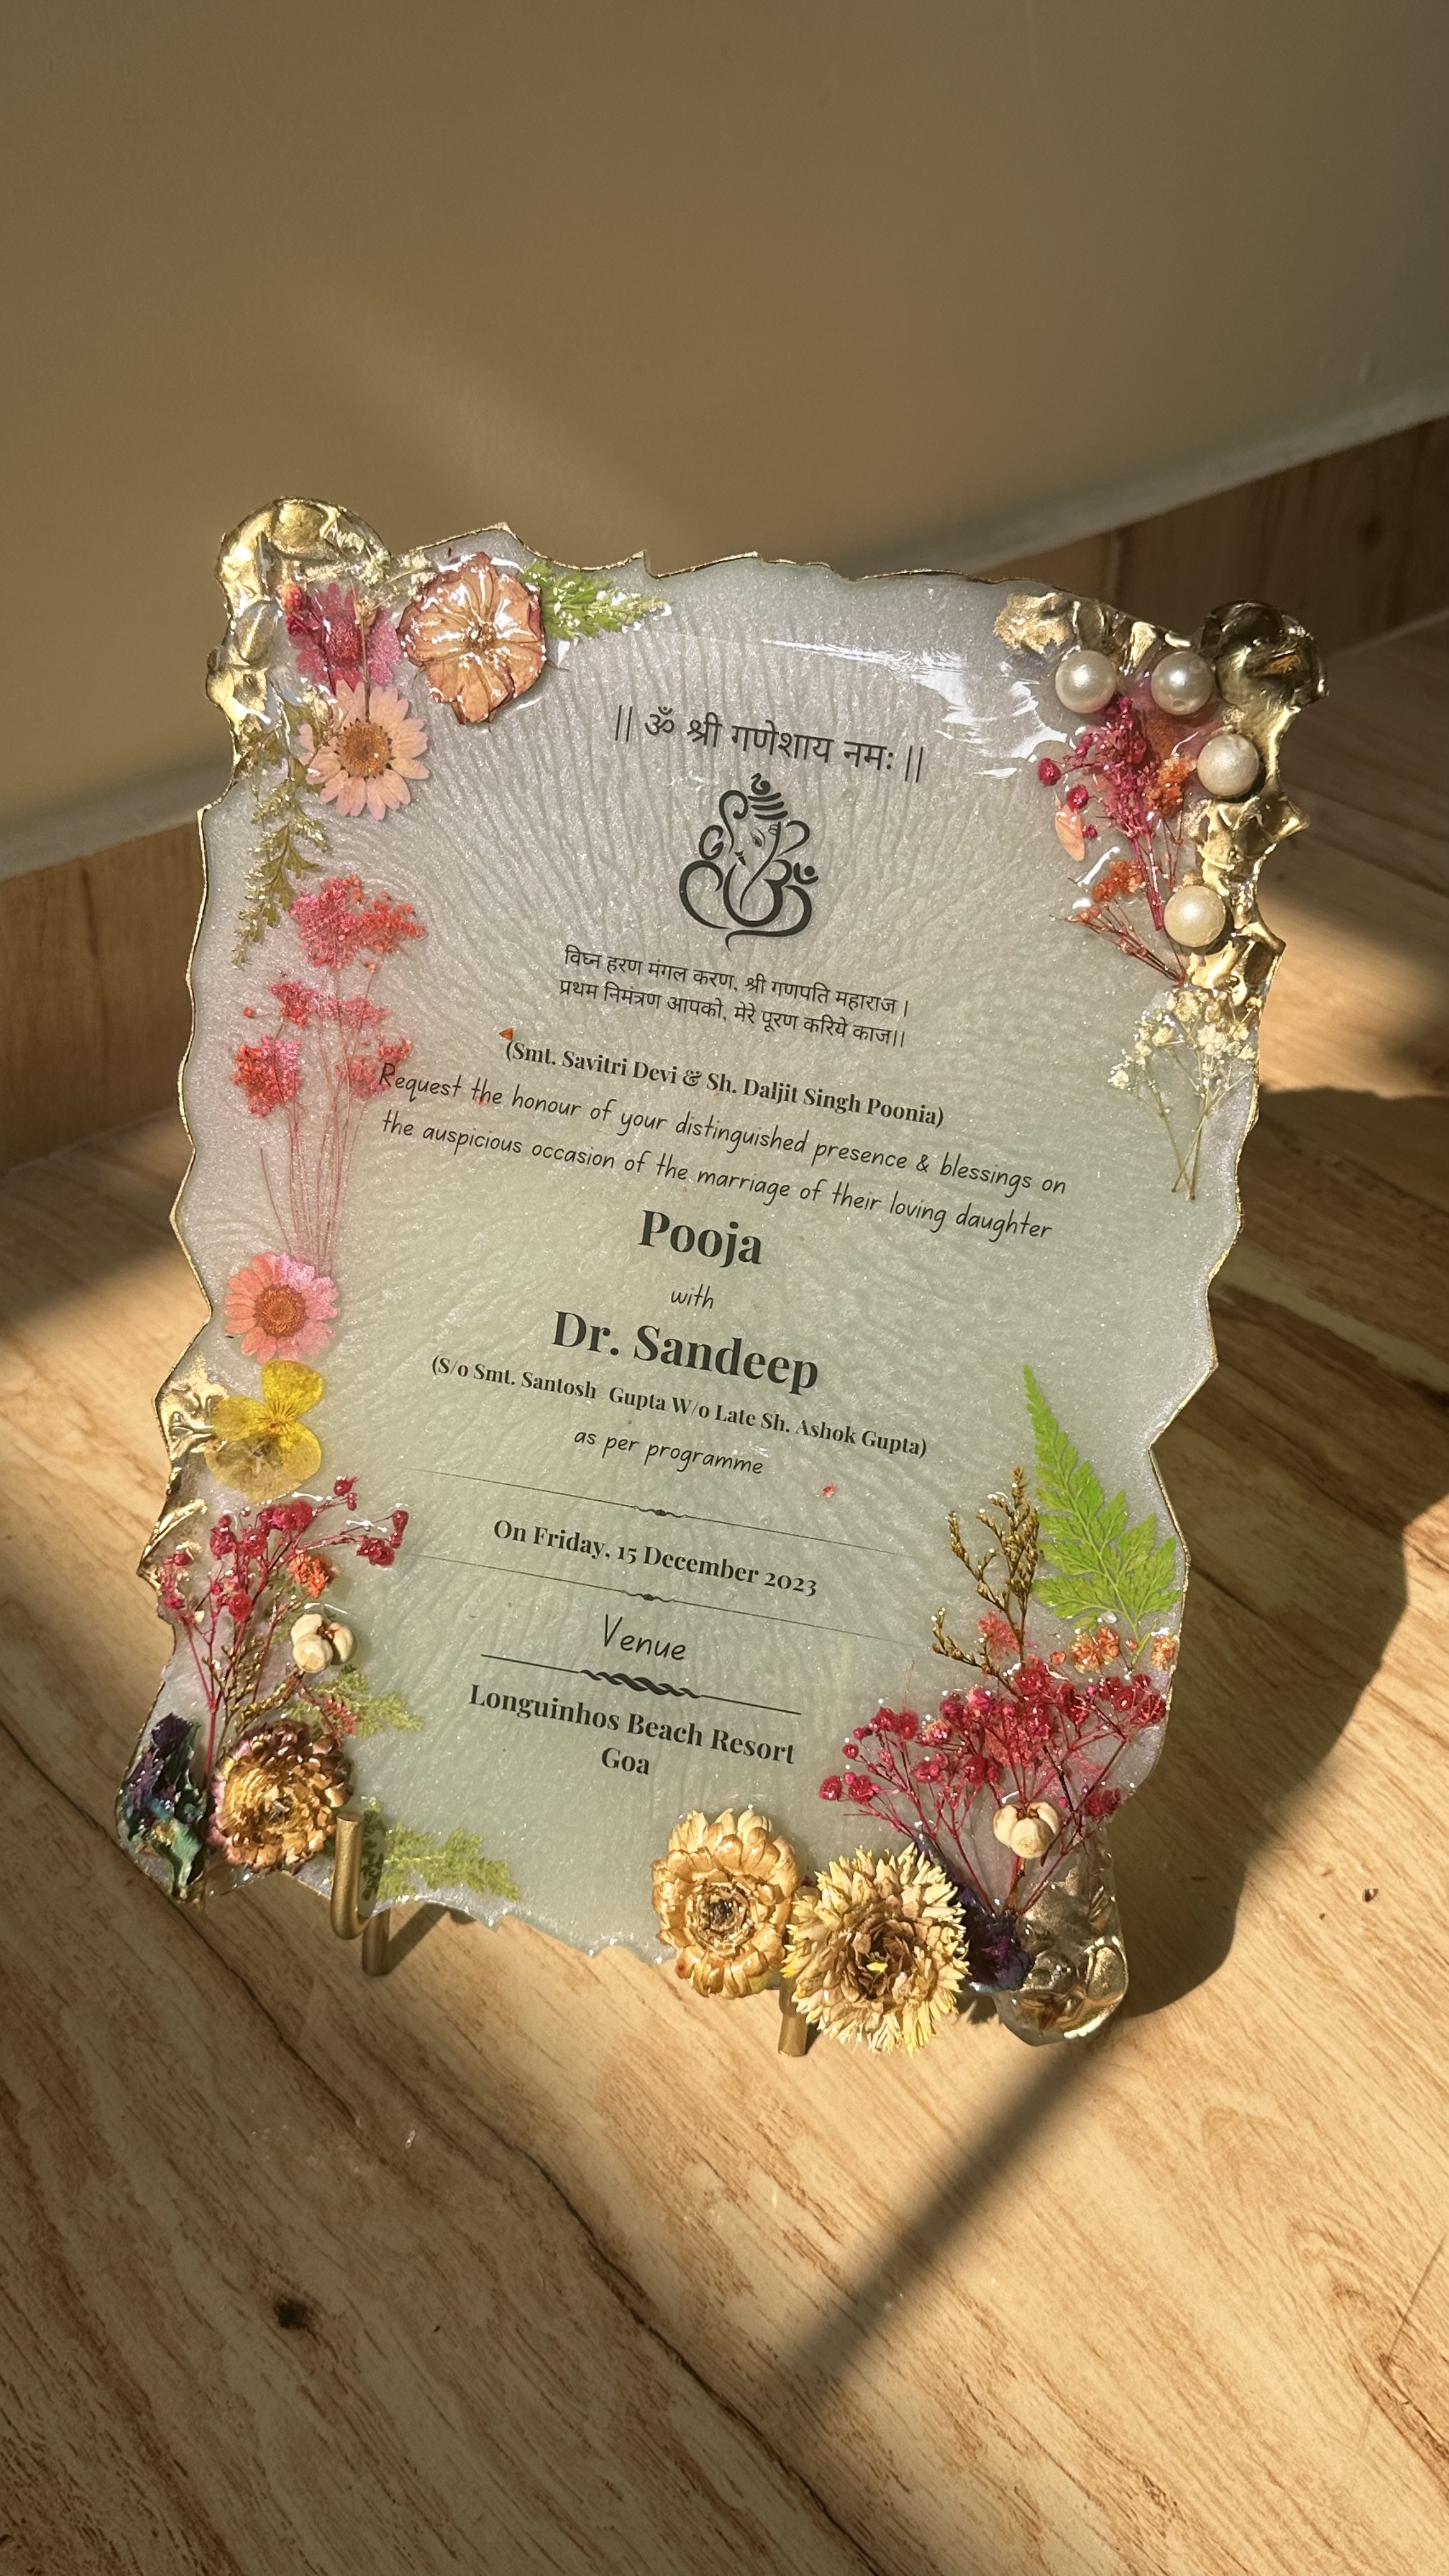 || ॐ श्री गणेशाय नमः ||
विघ्न हरण मंगल करण, श्री गणपति महाराज।
प्रथम निमंत्रण आपको, मेरे पूरण करिये काज।।
(Smt. Savitri Devi & Sh. Daljit Singh Poonia)
Request the honour of your distinguished presence & blessings on
the auspicious occasion of the marriage of their loving daughter
Pooja
with
Dr. Sandeep
(S/o Smt. Santosh Gupta W/o Late Sh. Ashok Gupta)
as per programme
On Friday, 15 December 2023
Venue
Longuinhos Beach Resort
Goa